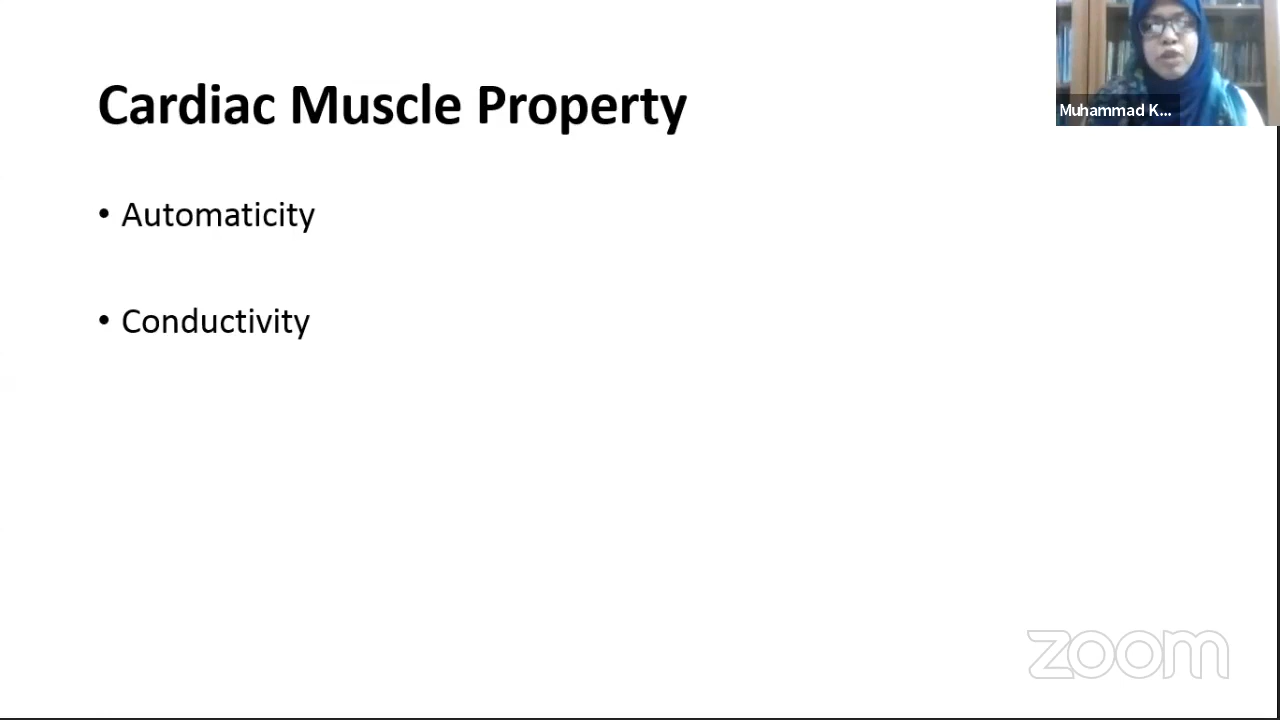 Cardiac Muscle Property
Muhammad K...
• Automaticity
• Conductivity
zoom